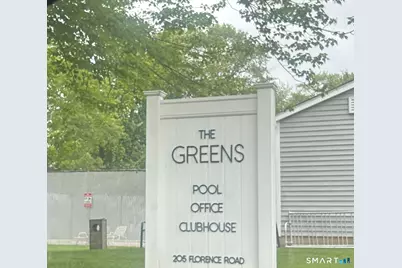 THE
GREENS
POOL
OFFICE
CLUBHOUSE
205 FLORENCE ROAD
SMART